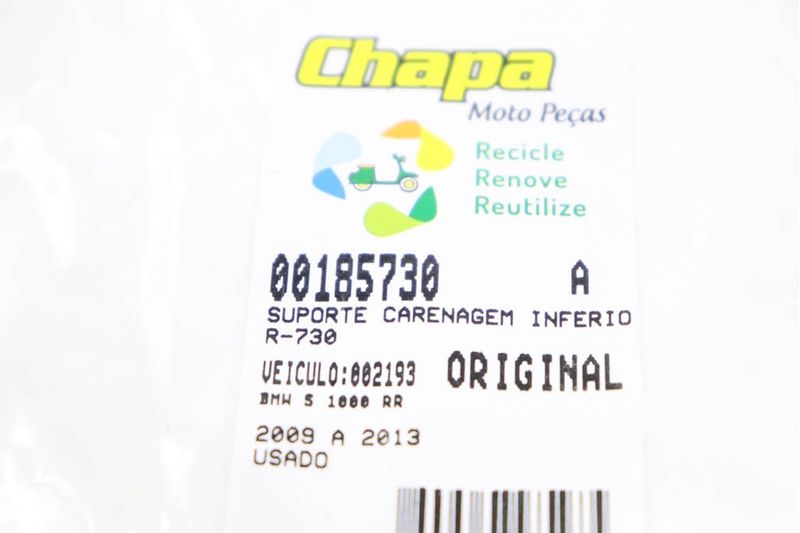 Chapa
Moto Peças
Recicle
Renove
Reutilize
00185730 A
SUPORTE CARENAGEM INFERIO
R-730
VEICULO:002193 ORIGINAL
BMW S 1000 RR
2009 A 2013
USADO